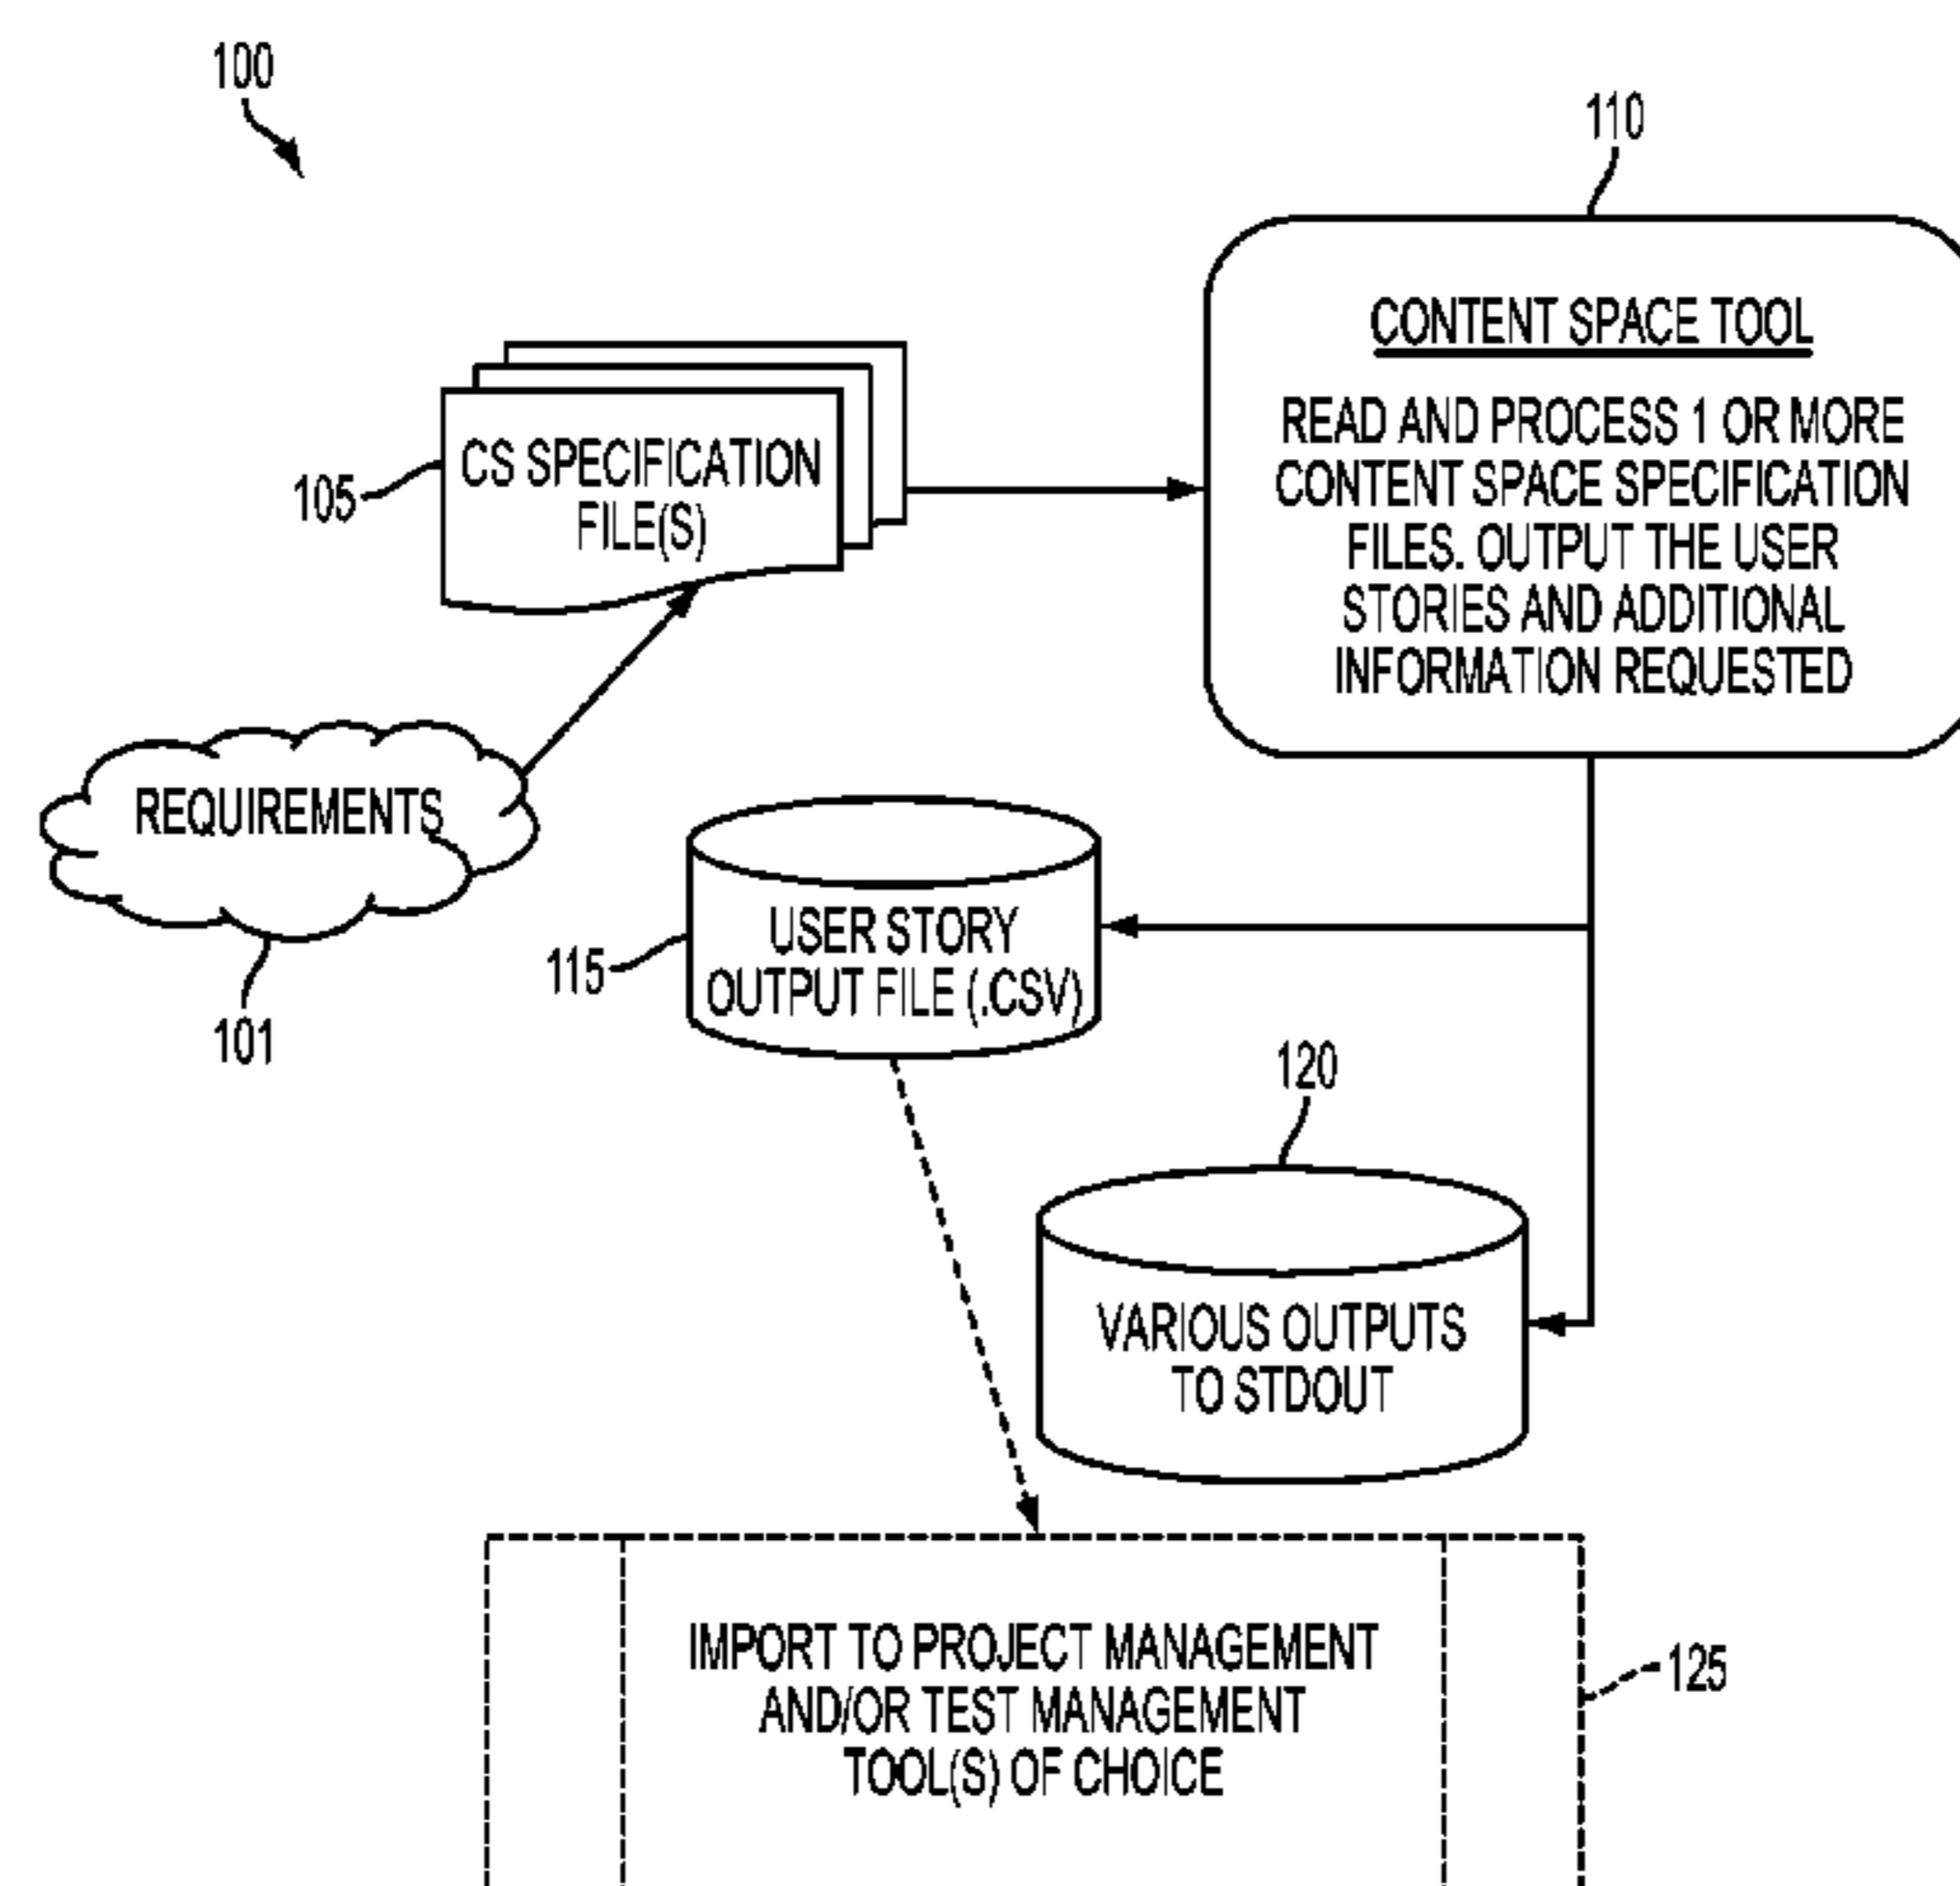 100
110
CONTENT SPACE TOOL
READ AND PROCESS 1 OR MORE
CONTENT SPACE SPECIFICATION
FILES. OUTPUT THE USER
STORIES AND ADDITIONAL
INFORMATION REQUESTED
105
CS SPECIFICATION
FILE(S)
REQUIREMENTS
101
115
USER STORY
OUTPUT FILE (.CSV)
120
VARIOUS OUTPUTS
TO STDOUT
IMPORT TO PROJECT MANAGEMENT
AND/OR TEST MANAGEMENT
TOOL(S) OF CHOICE
125